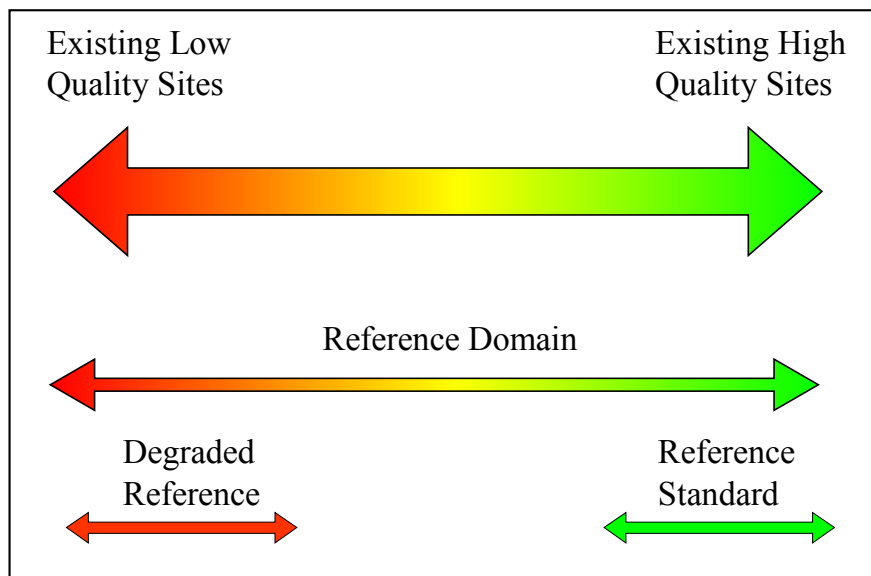 Existing Low
Quality Sites
Existing High
Quality Sites
Reference Domain
Degraded
Reference
Reference
Standard